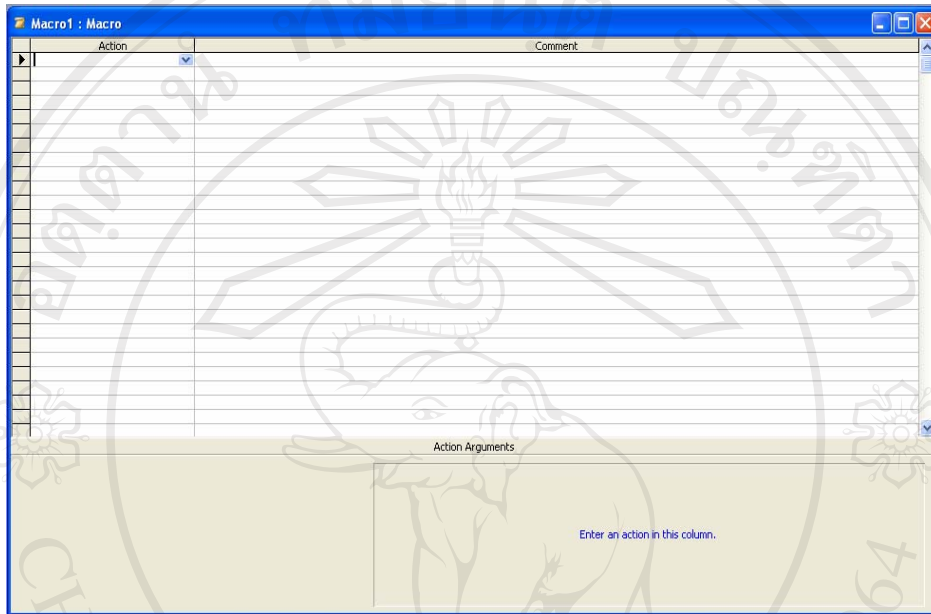 Macro1 : Macro
Action Comment
Action Arguments
Enter an action in this column.